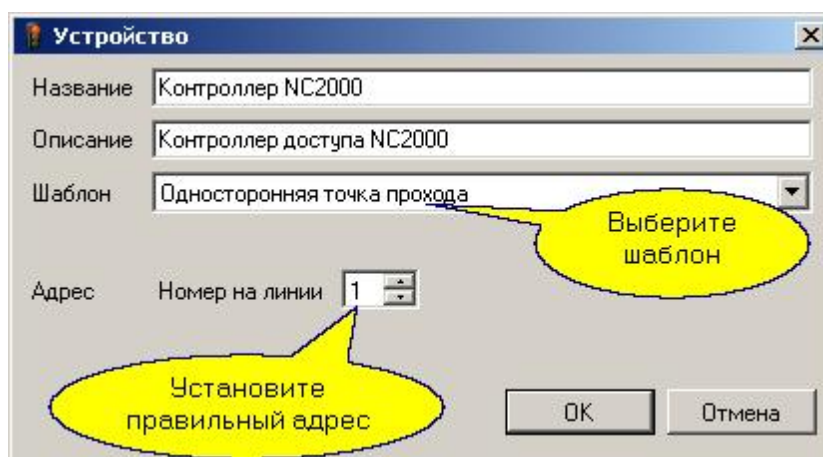 Устройство
Название Контроллер NC2000
Описание Контроллер доступа NC2000
Шаблон Односторонняя точка прохода
Выберите
шаблон
Адрес Номер на линии 1
Установите
правильный адрес
OK Отмена